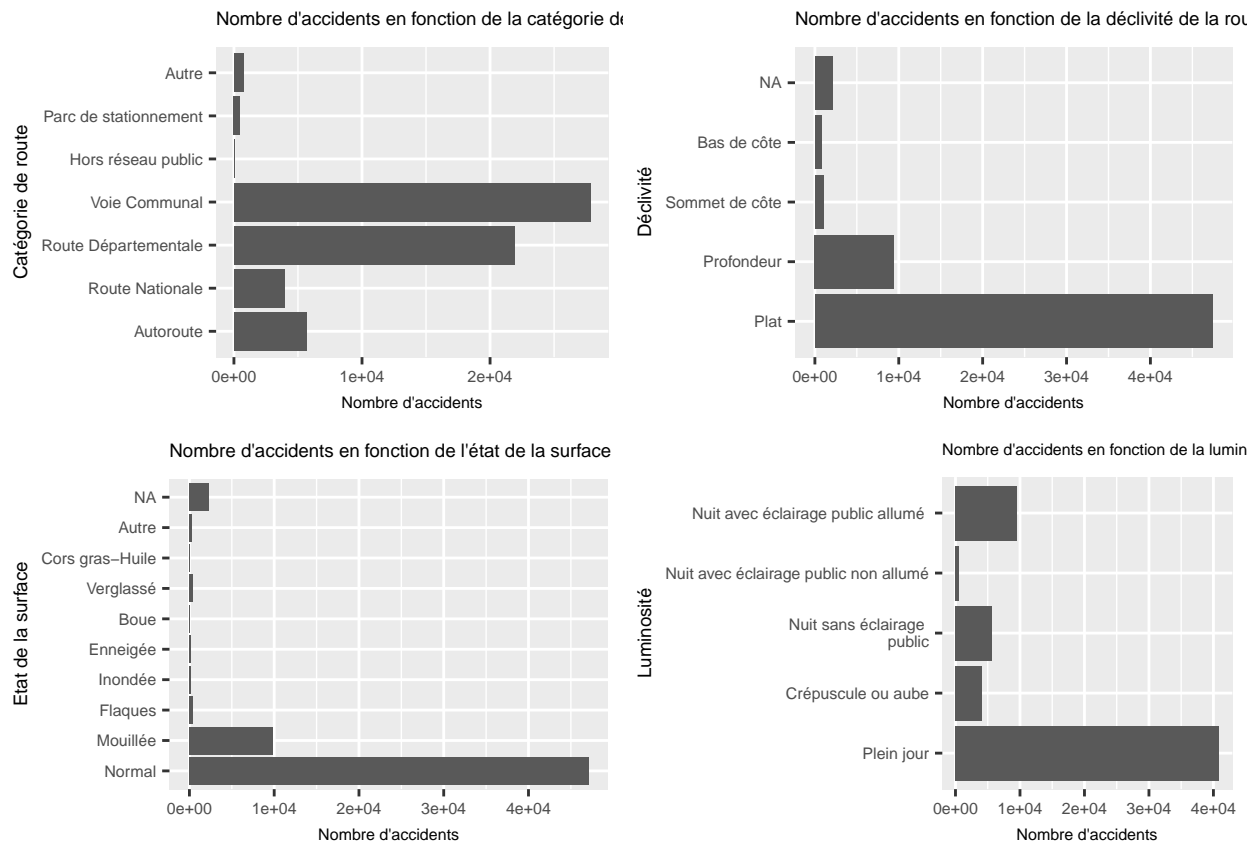 Nombre d'accidents en fonction de la catégorie de
Autre
Parc de stationnement
Hors réseau public
Voie Communal
Route Départementale
Route Nationale
Autoroute
Catégorie de route
0e+00 1e+04 2e+04
Nombre d'accidents
Nombre d'accidents en fonction de la déclivité de la rou
NA
Bas de côte
Sommet de côte
Profondeur
Plat
Déclivité
0e+00 1e+04 2e+04 3e+04 4e+04
Nombre d'accidents
Nombre d'accidents en fonction de l'état de la surface
NA
Autre
Cors gras−Huile
Verglassé
Boue
Enneigée
Inondée
Flaques
Mouillée
Normal
Etat de la surface
0e+00 1e+04 2e+04 3e+04 4e+04
Nombre d'accidents
Nombre d'accidents en fonction de la lumin
Nuit avec éclairage public allumé
Nuit avec éclairage public non allumé
Nuit sans éclairage
public
Crépuscule ou aube
Plein jour
Luminosité
0e+00 1e+04 2e+04 3e+04 4e+04
Nombre d'accidents